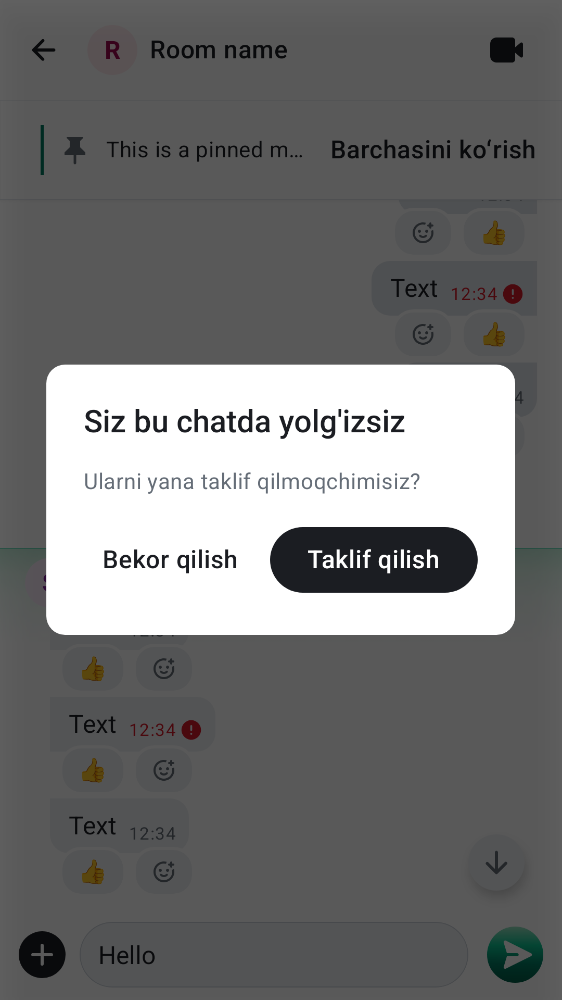 R Room name
This is a pinned m... Barchasini koʻrish
Text 12:34
Siz bu chatda yolg'izsiz
Ularni yana taklif qilmoqchimisiz?
Bekor qilish Taklif qilish
Text 12:34
Text 12:34
Hello